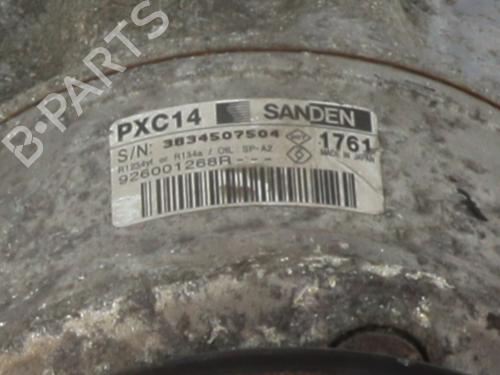 B-PARTS
PXC14 SANDEN
S/N: 3834507504 1761
R1234yf or R134a / OIL SP-A2 MADE IN JAPAN
926001268R---